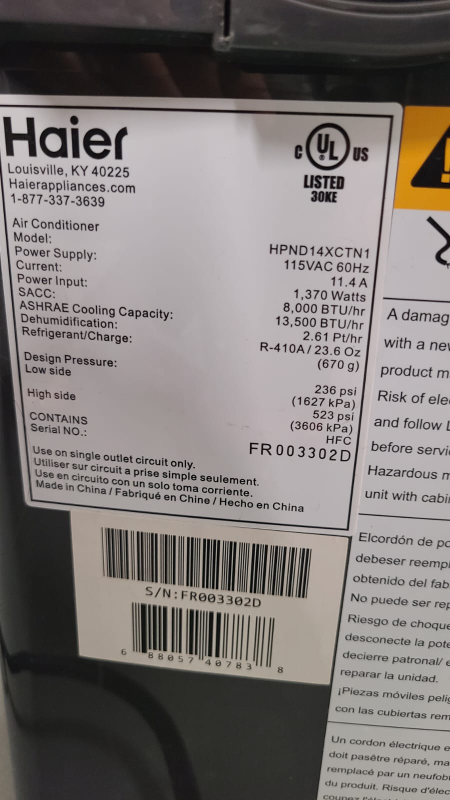 Haier
Louisville, KY 40225
Haierappliances.com
1-877-337-3639
C UL US
LISTED
30KE
Air Conditioner
Model: HPND14XCTN1
Power Supply: 115VAC 60Hz
Current: 11.4 A
Power Input: 1,370 Watts
SACC: 8,000 BTU/hr
ASHRAE Cooling Capacity: 13,500 BTU/hr
Dehumidification: 2.61 Pt/hr
Refrigerant/Charge: R-410A / 23.6 Oz
(670 g)
Design Pressure:
Low side 236 psi
(1627 kPa)
High side 523 psi
(3606 kPa)
CONTAINS HFC
Serial NO.: FR003302D
Use on single outlet circuit only.
Utiliser sur circuit a prise simple seulement.
Use en circuito con un solo toma corriente.
Made in China / Fabriqué en Chine / Hecho en China
S/N:FR003302D
6 88057 40783 8
A damag
with a new
product m
Risk of ele
and follow
before servi
Hazardous m
unit with cabi
Elcordón de po
debeser reemp
obtenido del fab
No puede ser rep
Riesgo de choque
desconecte la pote
decierre patronal/
reparar la unidad.
¡Piezas móviles pelig
con las cubiertas rem
Un cordon électrique e
doit pasêtre réparé, ma
remplacé par un neufob
du produit. Risque d'élec
coupez